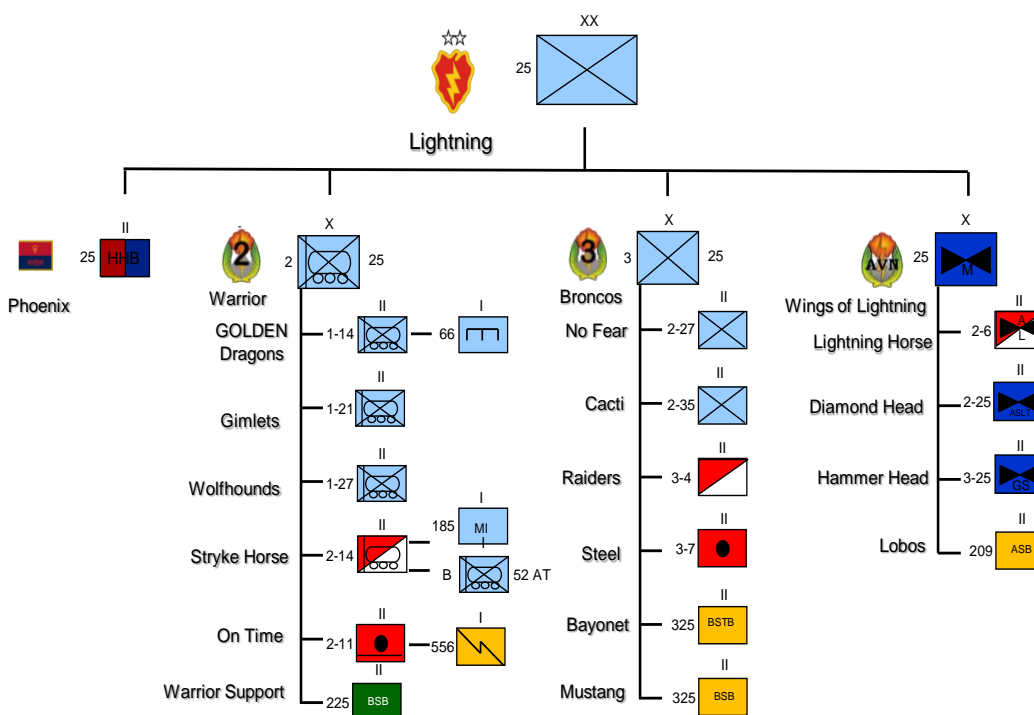 XX
25
Lightning
II
25
HHB
HHBN
Phoenix
X
2
2
25
Warrior
II
GOLDEN
Dragons
1-14
I
66
II
Gimlets
1-21
II
Wolfhounds
1-27
II
Stryke Horse
2-14
I
185
MI
I
B
52 AT
II
On Time
2-11
I
556
II
Warrior Support
225
BSB
X
3
3
25
Broncos
II
No Fear
2-27
II
Cacti
2-35
II
Raiders
3-4
II
Steel
3-7
II
Bayonet
325
BSTB
II
Mustang
325
BSB
X
AVN
25
M
Wings of Lightning
II
Lightning Horse
2-6
A
L
II
Diamond Head
2-25
ASLT
II
Hammer Head
3-25
GS
II
Lobos
209
ASB